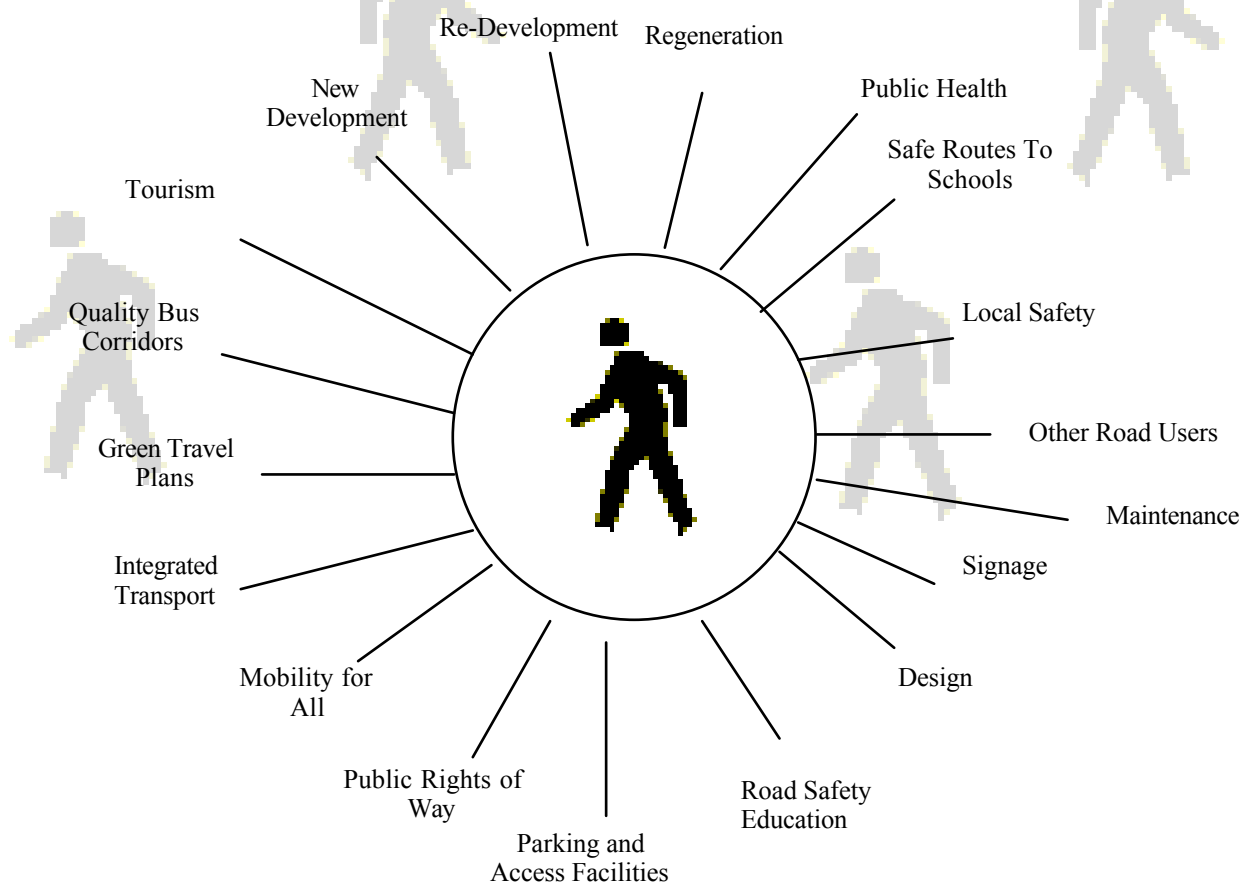 Re-Development
Regeneration
Public Health
Safe Routes To
Schools
Local Safety
Other Road Users
Maintenance
Signage
Design
Road Safety
Education
Parking and
Access Facilities
Public Rights of
Way
Mobility for
All
Integrated
Transport
Green Travel
Plans
Quality Bus
Corridors
Tourism
New
Development